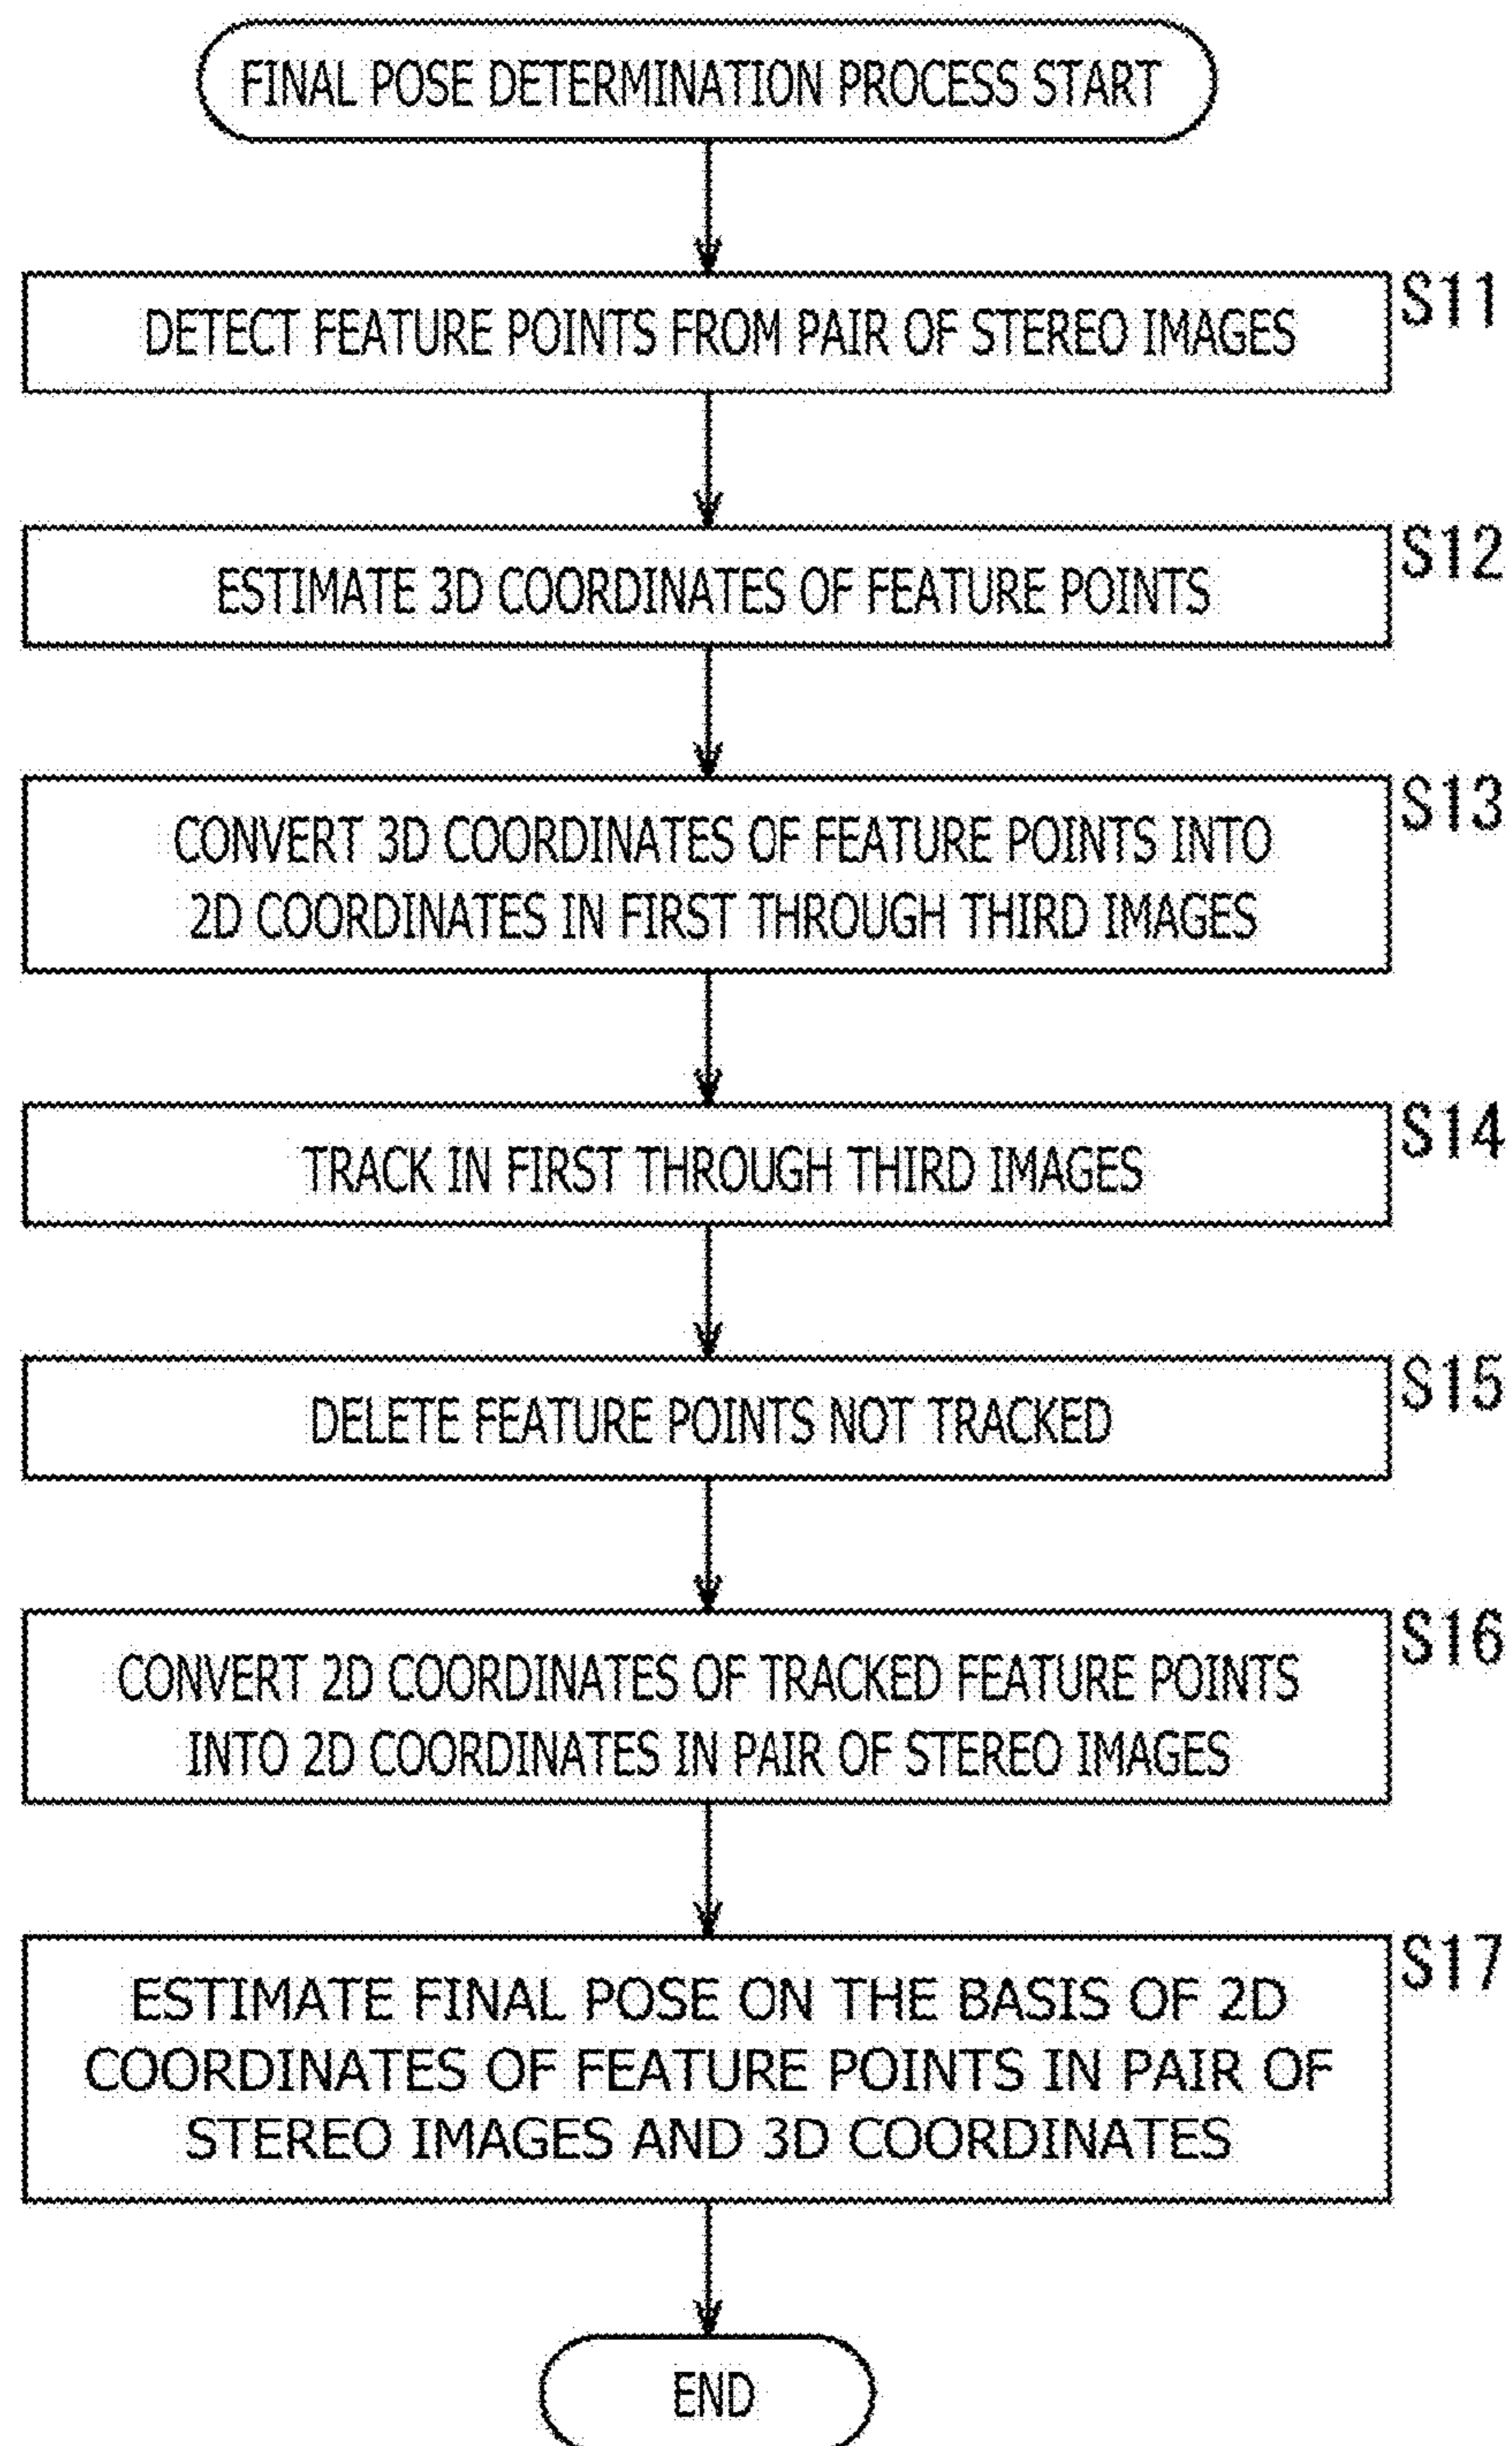 FINAL POSE DETERMINATION PROCESS START
DETECT FEATURE POINTS FROM PAIR OF STEREO IMAGES
S11
ESTIMATE 3D COORDINATES OF FEATURE POINTS
S12
CONVERT 3D COORDINATES OF FEATURE POINTS INTO
2D COORDINATES IN FIRST THROUGH THIRD IMAGES
S13
TRACK IN FIRST THROUGH THIRD IMAGES
S14
DELETE FEATURE POINTS NOT TRACKED
S15
CONVERT 2D COORDINATES OF TRACKED FEATURE POINTS
INTO 2D COORDINATES IN PAIR OF STEREO IMAGES
S16
ESTIMATE FINAL POSE ON THE BASIS OF 2D
COORDINATES OF FEATURE POINTS IN PAIR OF
STEREO IMAGES AND 3D COORDINATES
S17
END